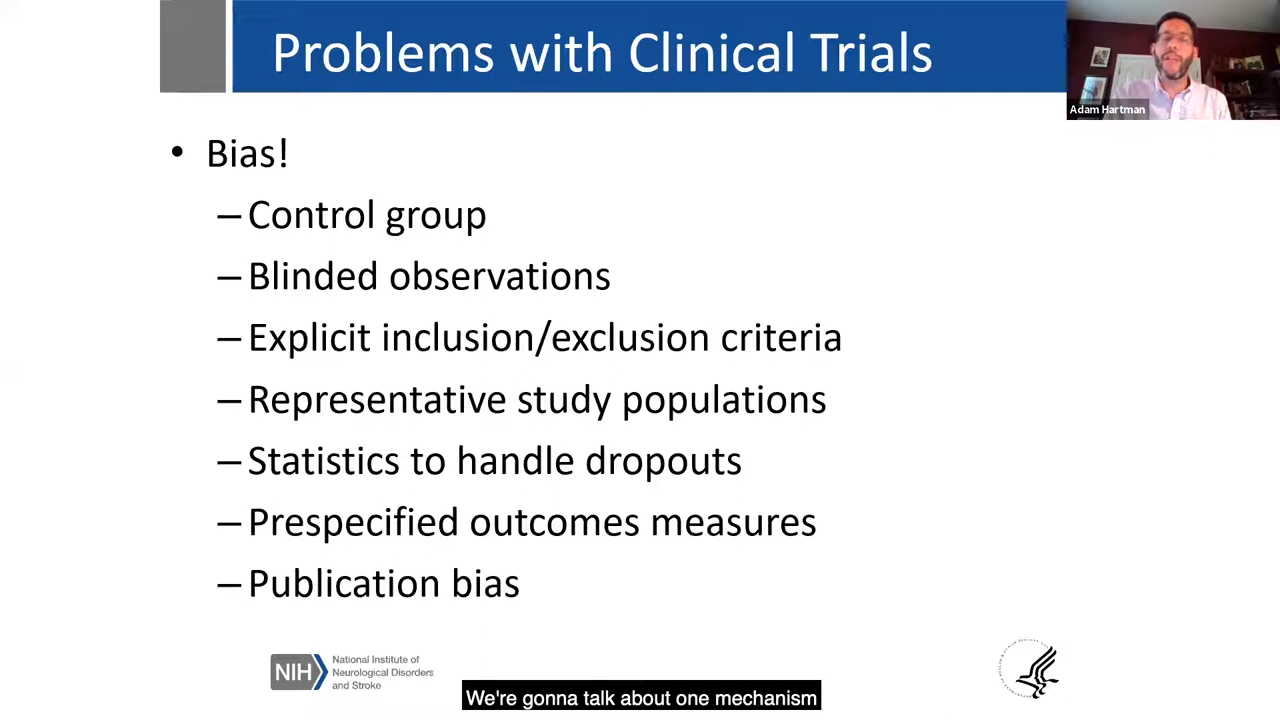 Problems with Clinical Trials
Adam Hartman
• Bias!
–Control group
–Blinded observations
–Explicit inclusion/exclusion criteria
–Representative study populations
–Statistics to handle dropouts
–Prespecified outcomes measures
–Publication bias
NIH
National Institute of
Neurological Disorders
and Stroke
We're gonna talk about one mechanism